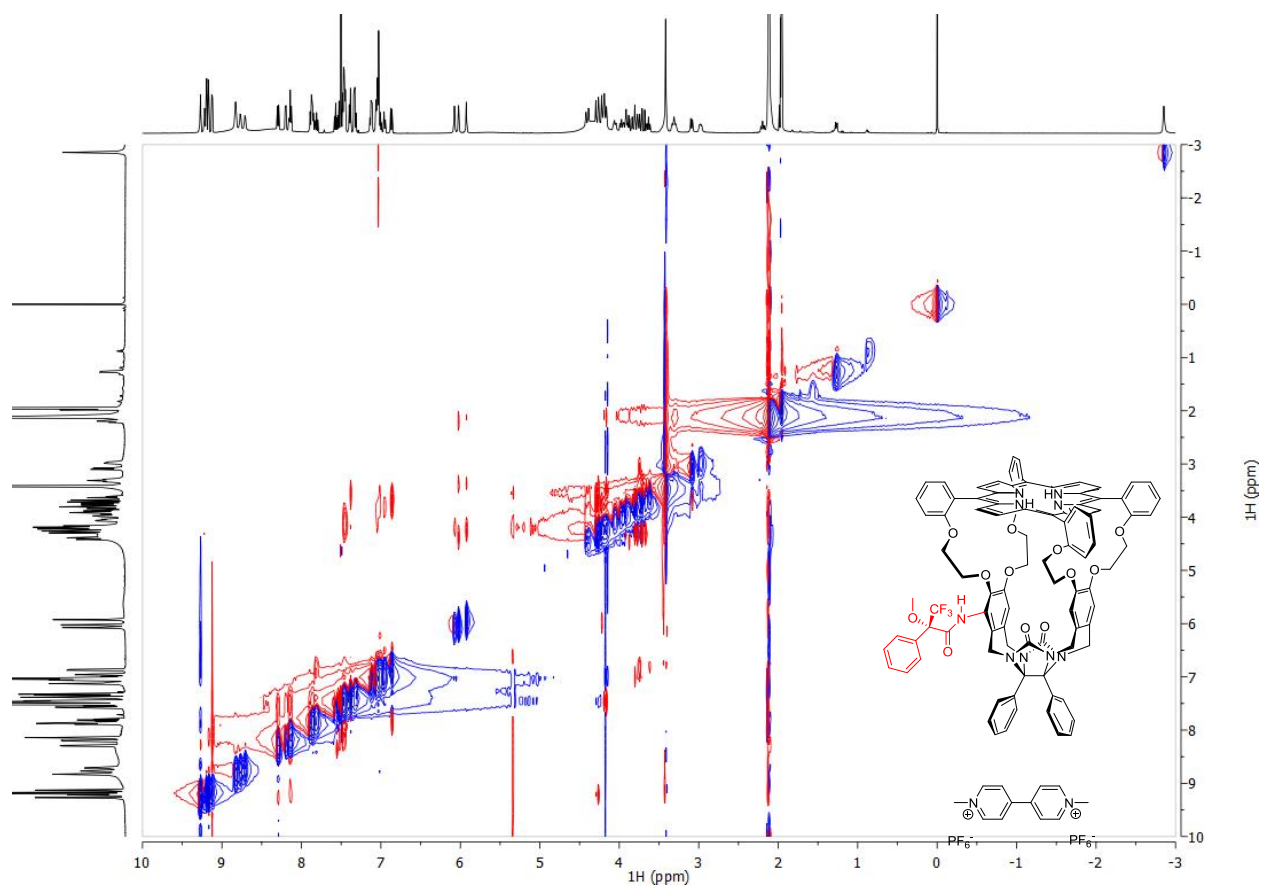 -3
-2
-1
0
1
2
3
4
5
6
7
8
9
10
1H (ppm)
10 9 8 7 6 5 4 3 2 1 0 -1 -2 -3
1H (ppm)
N N
NH HN
O O O O
O O O O
H
CF3 N
O
O
O O
N N N N
N N
+ +
PF6- PF6-